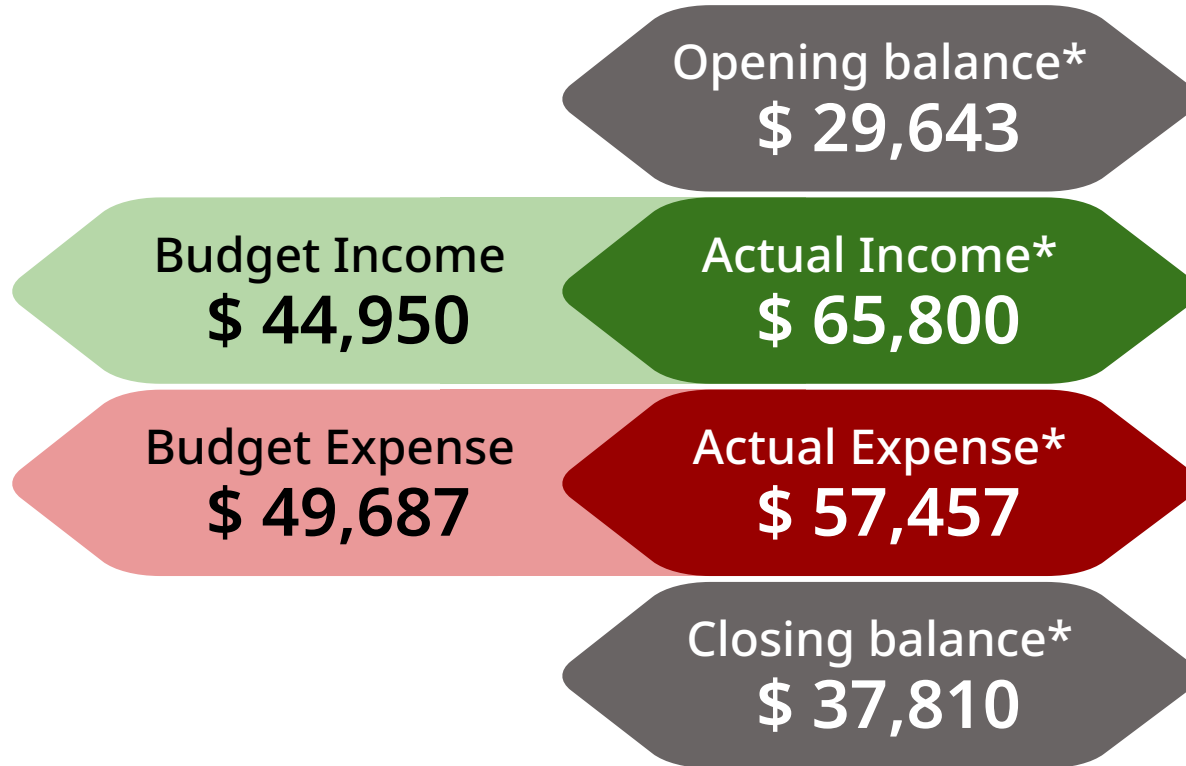 Opening balance*
$ 29,643
Budget Income
$ 44,950
Actual Income*
$ 65,800
Budget Expense
$ 49,687
Actual Expense*
$ 57,457
Closing balance*
$ 37,810